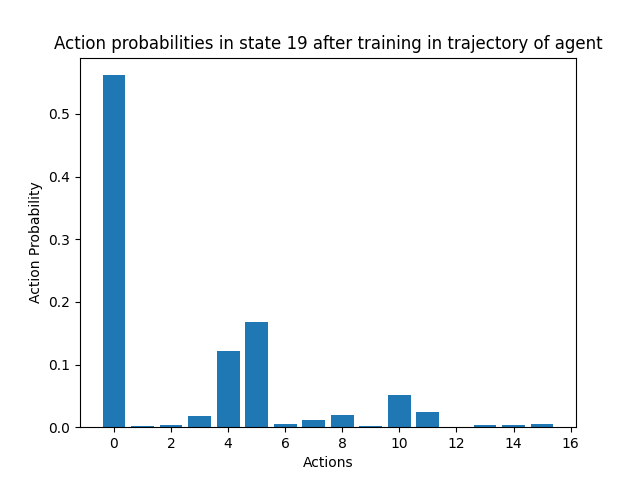 Action probabilities in state 19 after training in trajectory of agent
Action Probability
0.5
0.4
0.3
0.2
0.1
0.0
0 2 4 6 8 10 12 14 16
Actions